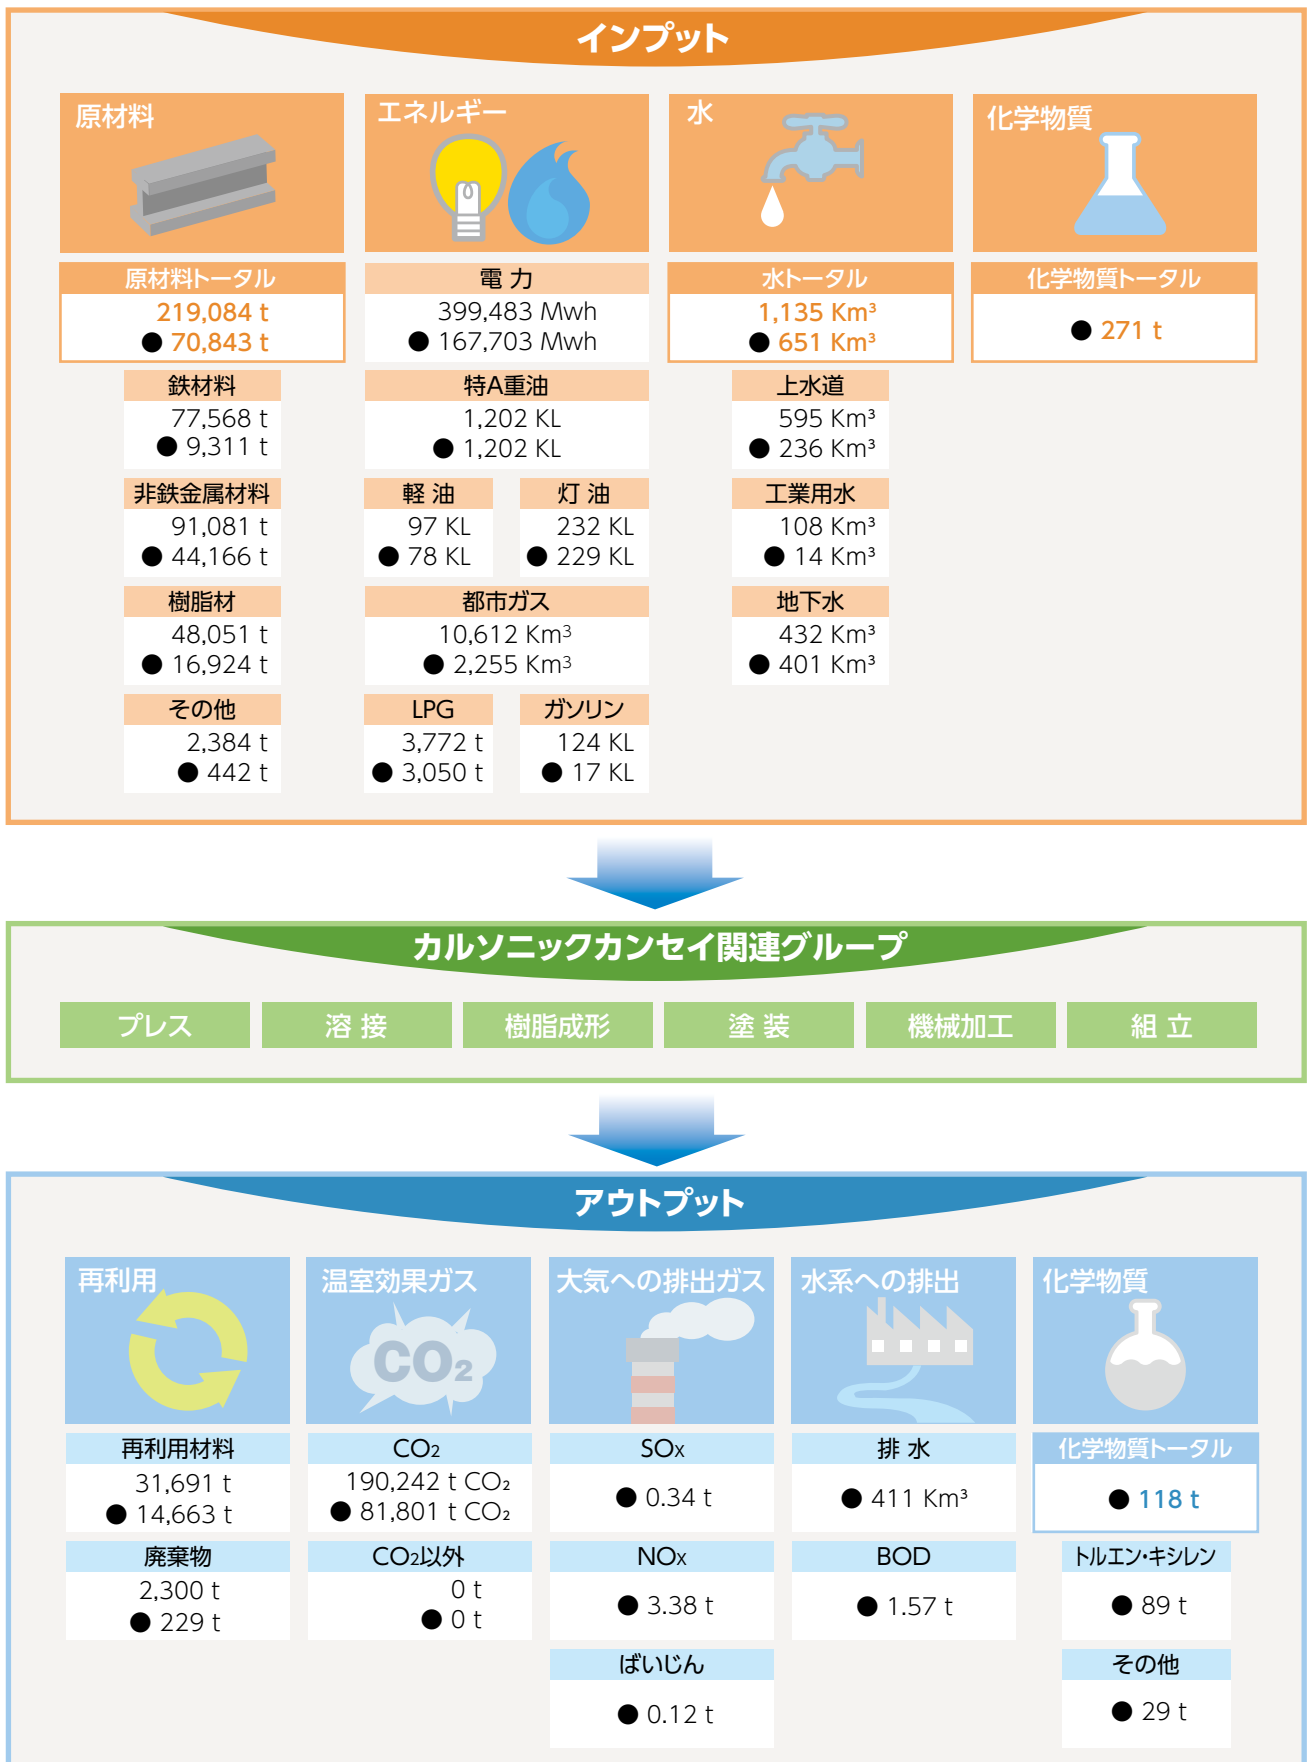 インプット
原材料
原材料トータル
219,084 t
● 70,843 t
鉄材料
77,568 t
● 9,311 t
非鉄金属材料
91,081 t
● 44,166 t
樹脂材
48,051 t
● 16,924 t
その他
2,384 t
● 442 t
エネルギー
電 力
399,483 Mwh
● 167,703 Mwh
特A重油
1,202 KL
● 1,202 KL
軽 油
97 KL
● 78 KL
灯 油
232 KL
● 229 KL
都市ガス
10,612 Km³
● 2,255 Km³
LPG
3,772 t
● 3,050 t
ガソリン
124 KL
● 17 KL
水
水トータル
1,135 Km³
● 651 Km³
上水道
595 Km³
● 236 Km³
工業用水
108 Km³
● 14 Km³
地下水
432 Km³
● 401 Km³
化学物質
化学物質トータル
● 271 t
カルソニックカンセイ関連グループ
プレス
溶 接
樹脂成形
塗 装
機械加工
組 立
アウトプット
再利用
再利用材料
31,691 t
● 14,663 t
廃棄物
2,300 t
● 229 t
温室効果ガス
CO₂
CO₂
190,242 t CO₂
● 81,801 t CO₂
CO₂以外
0 t
● 0 t
大気への排出ガス
SOx
● 0.34 t
NOx
● 3.38 t
ばいじん
● 0.12 t
水系への排出
排 水
● 411 Km³
BOD
● 1.57 t
化学物質
化学物質トータル
● 118 t
トルエン・キシレン
● 89 t
その他
● 29 t